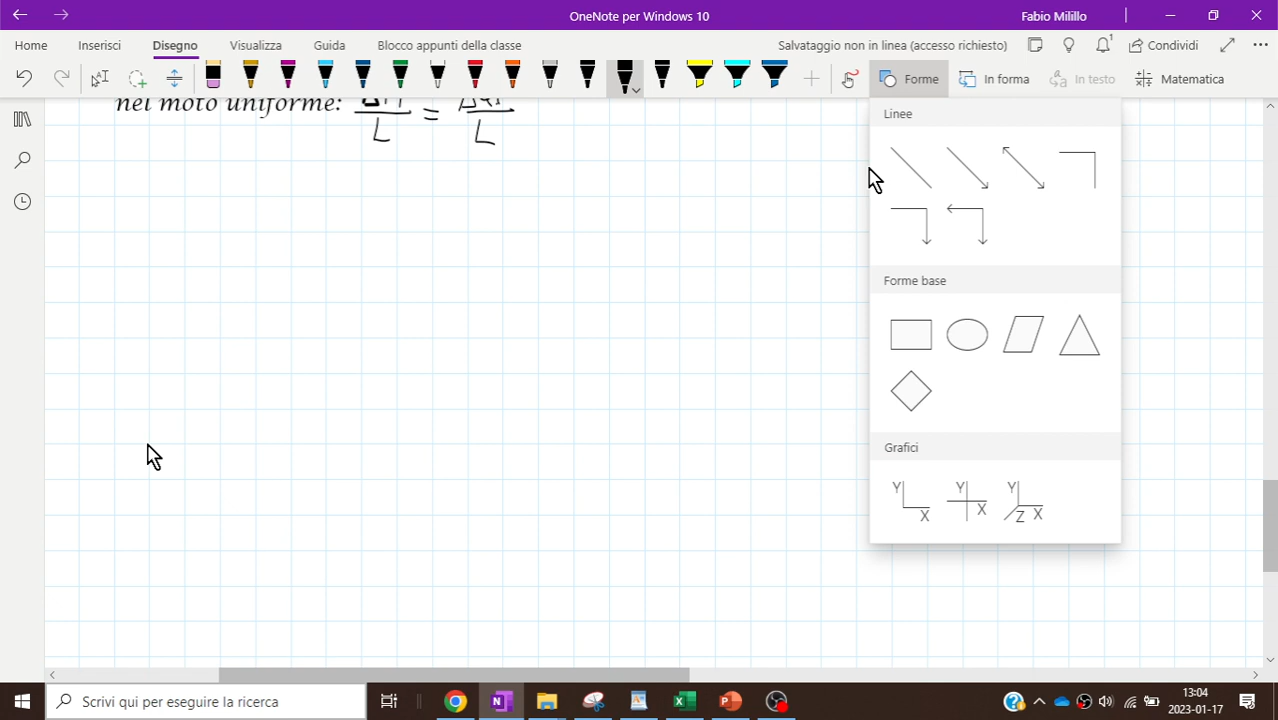 OneNote per Windows 10
Fabio Milillo
Home Inserisci Disegno Visualizza Guida Blocco appunti della classe
Salvataggio non in linea (accesso richiesto)
1
Condividi
Forme In forma In testo Matematica
nel moto uniforme:
L = L
Linee
Forme base
Grafici
Y X Y X Y Z X
Scrivi qui per eseguire la ricerca
13:04
2023-01-17